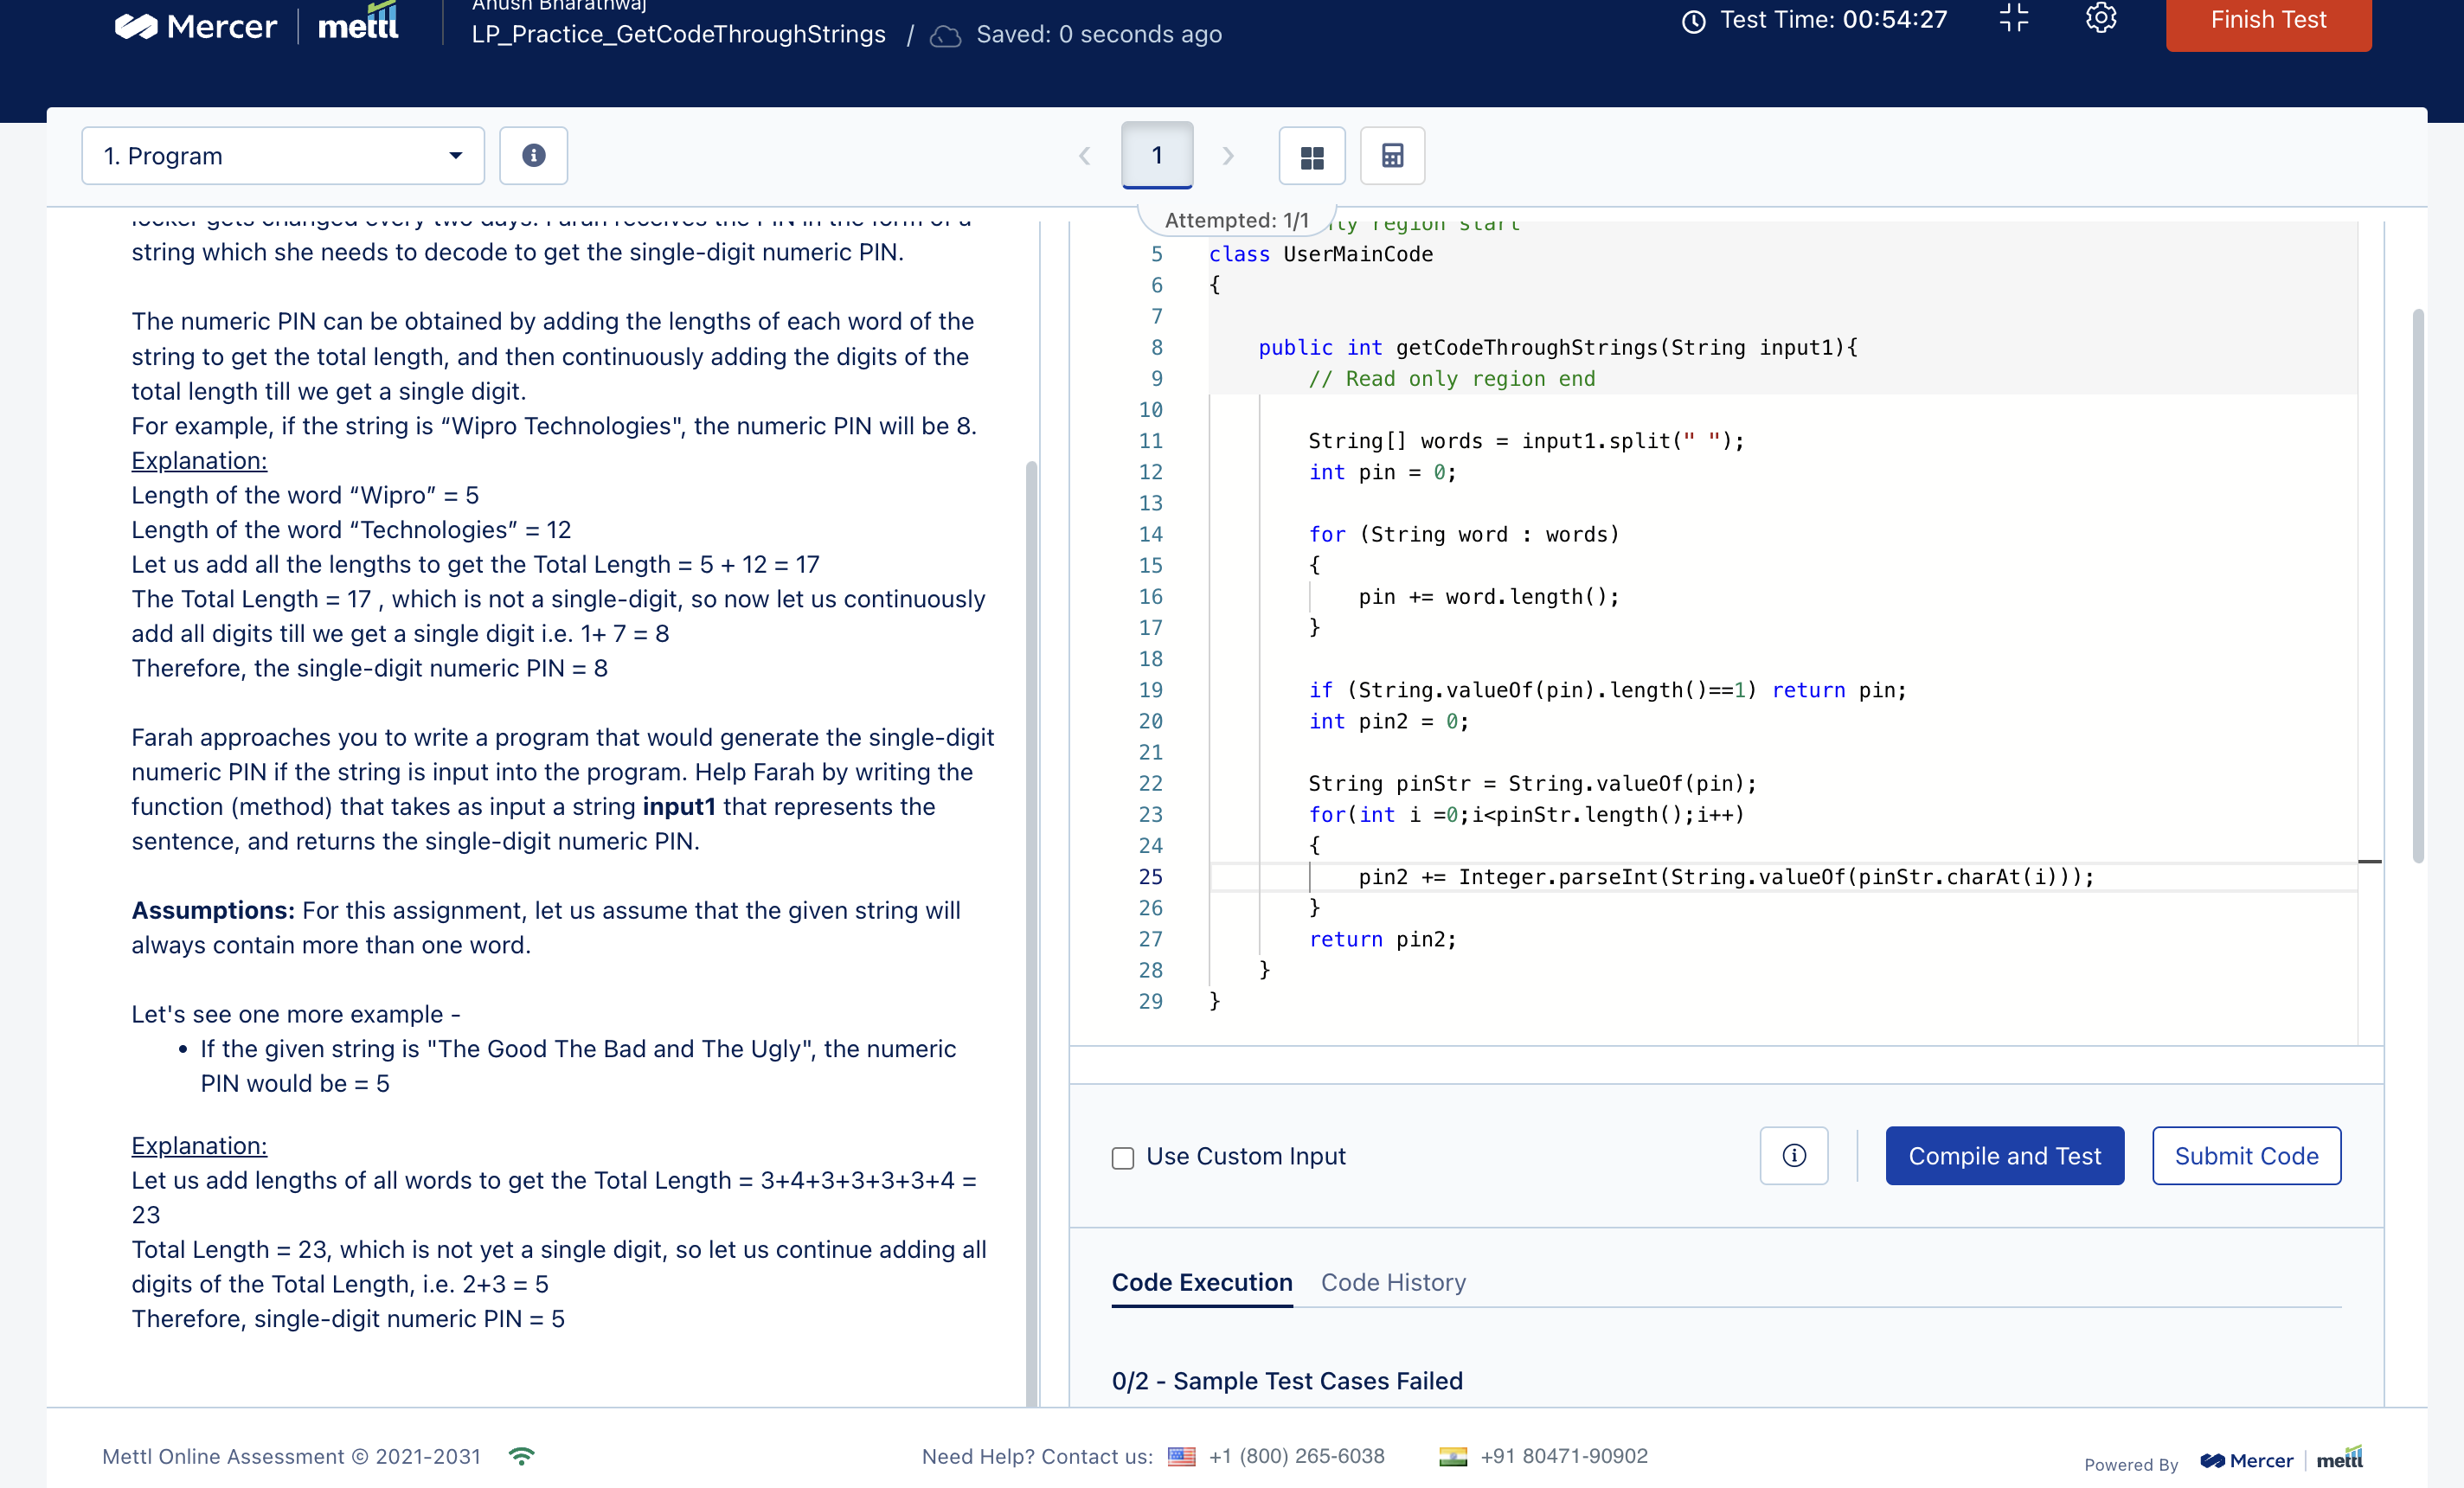 Mercer mettl
Anush Bharathwaj
LP_Practice_GetCodeThroughStrings / Saved: 0 seconds ago
Test Time: 00:54:27
Finish Test
1. Program
1
Attempted: 1/1
locker gets changed every two days. Farah receives the PIN in the form of a
string which she needs to decode to get the single-digit numeric PIN.
The numeric PIN can be obtained by adding the lengths of each word of the
string to get the total length, and then continuously adding the digits of the
total length till we get a single digit.
For example, if the string is “Wipro Technologies", the numeric PIN will be 8.
Explanation:
Length of the word “Wipro” = 5
Length of the word “Technologies” = 12
Let us add all the lengths to get the Total Length = 5 + 12 = 17
The Total Length = 17 , which is not a single-digit, so now let us continuously
add all digits till we get a single digit i.e. 1+ 7 = 8
Therefore, the single-digit numeric PIN = 8
Farah approaches you to write a program that would generate the single-digit
numeric PIN if the string is input into the program. Help Farah by writing the
function (method) that takes as input a string input1 that represents the
sentence, and returns the single-digit numeric PIN.
Assumptions: For this assignment, let us assume that the given string will
always contain more than one word.
Let's see one more example -
• If the given string is "The Good The Bad and The Ugly", the numeric
PIN would be = 5
Explanation:
Let us add lengths of all words to get the Total Length = 3+4+3+3+3+3+4 =
23
Total Length = 23, which is not yet a single digit, so let us continue adding all
digits of the Total Length, i.e. 2+3 = 5
Therefore, single-digit numeric PIN = 5
region start
5 class UserMainCode
6 {
7
8 public int getCodeThroughStrings(String input1){
9 // Read only region end
10
11 String[] words = input1.split(" ");
12 int pin = 0;
13
14 for (String word : words)
15 {
16 pin += word.length();
17 }
18
19 if (String.valueOf(pin).length()==1) return pin;
20 int pin2 = 0;
21
22 String pinStr = String.valueOf(pin);
23 for(int i =0;i<pinStr.length();i++)
24 {
25 pin2 += Integer.parseInt(String.valueOf(pinStr.charAt(i)));
26 }
27 return pin2;
28 }
29 }
Use Custom Input
Compile and Test
Submit Code
Code Execution Code History
0/2 - Sample Test Cases Failed
Mettl Online Assessment © 2021-2031
Need Help? Contact us: +1 (800) 265-6038 +91 80471-90902
Powered By Mercer mettl